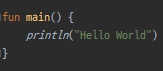 fun main() {
    println("Hello World")
}